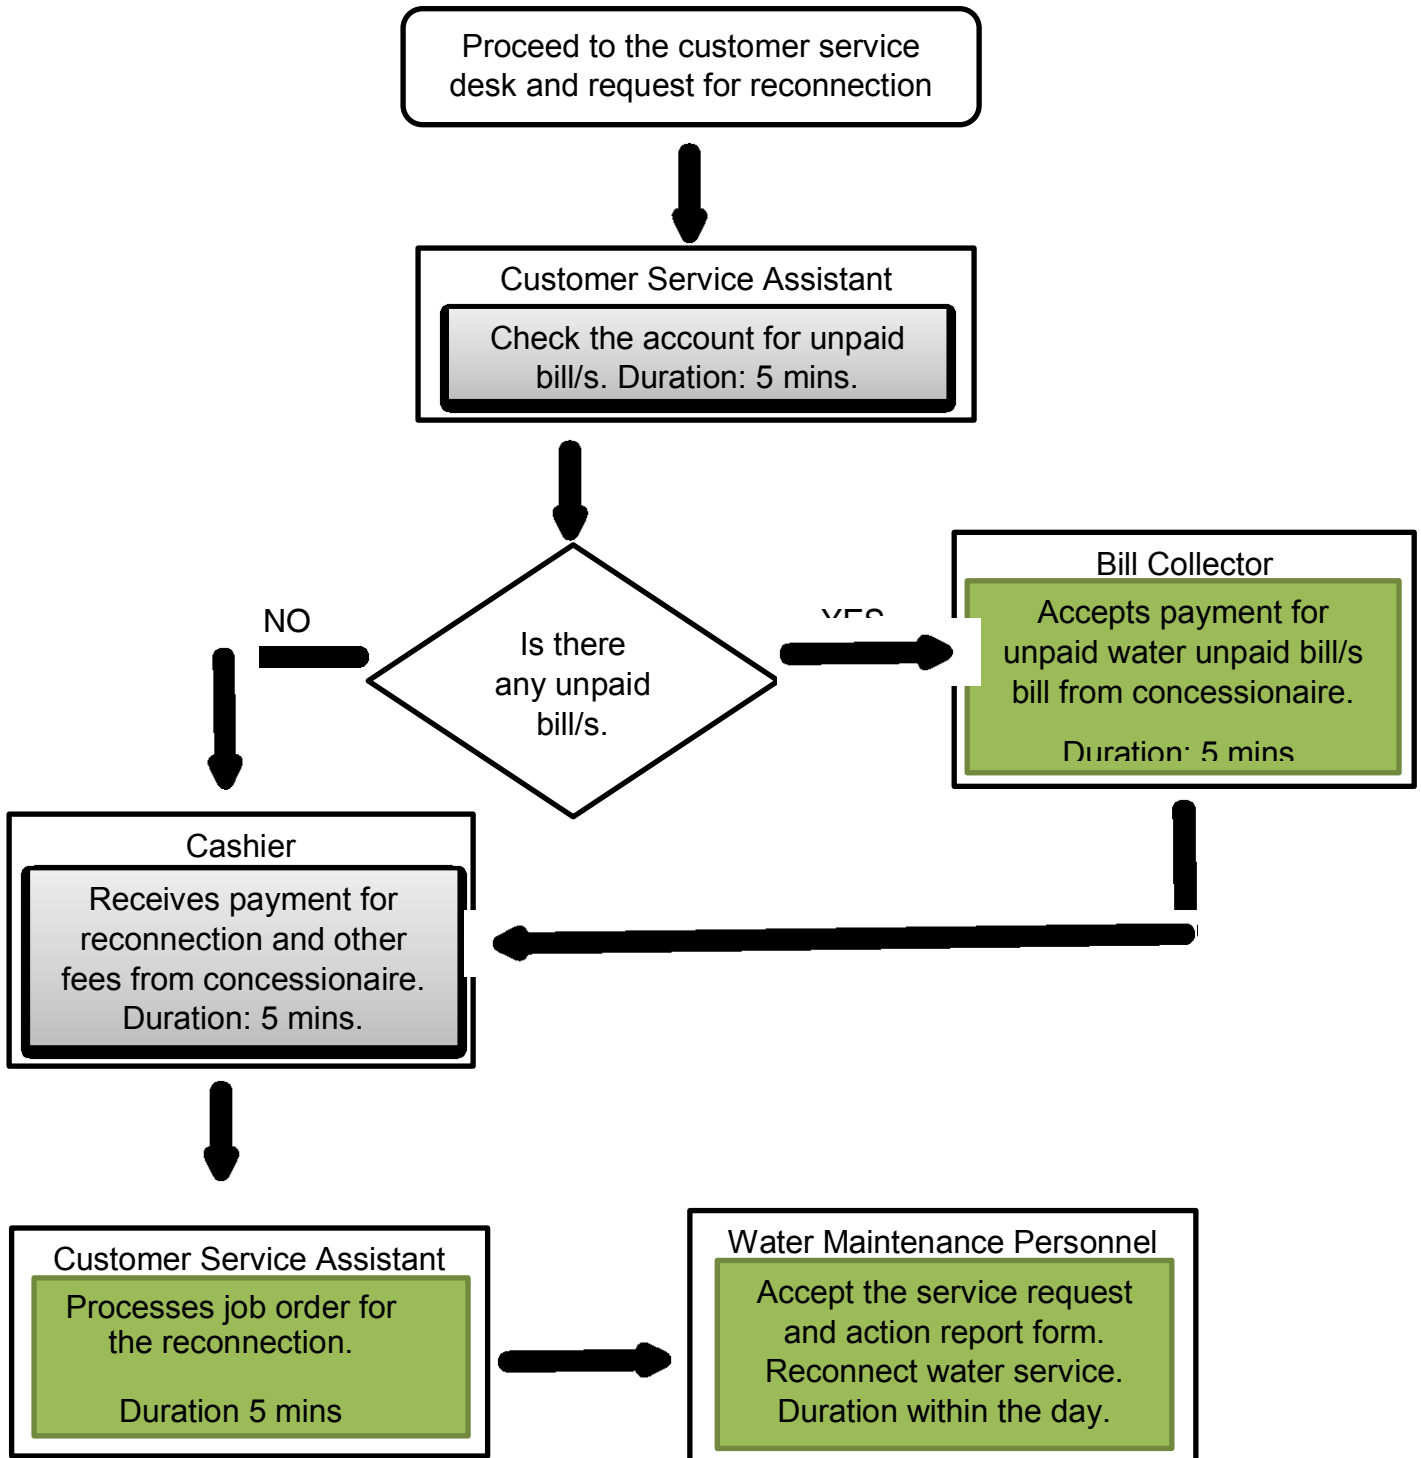 Proceed to the customer service
desk and request for reconnection
Customer Service Assistant
Check the account for unpaid
bill/s. Duration: 5 mins.
NO
Is there
any unpaid
bill/s.
YES
Bill Collector
Accepts payment for
unpaid water unpaid bill/s
bill from concessionaire.
Duration: 5 mins
Cashier
Receives payment for
reconnection and other
fees from concessionaire.
Duration: 5 mins.
Customer Service Assistant
Processes job order for
the reconnection.
Duration 5 mins
Water Maintenance Personnel
Accept the service request
and action report form.
Reconnect water service.
Duration within the day.